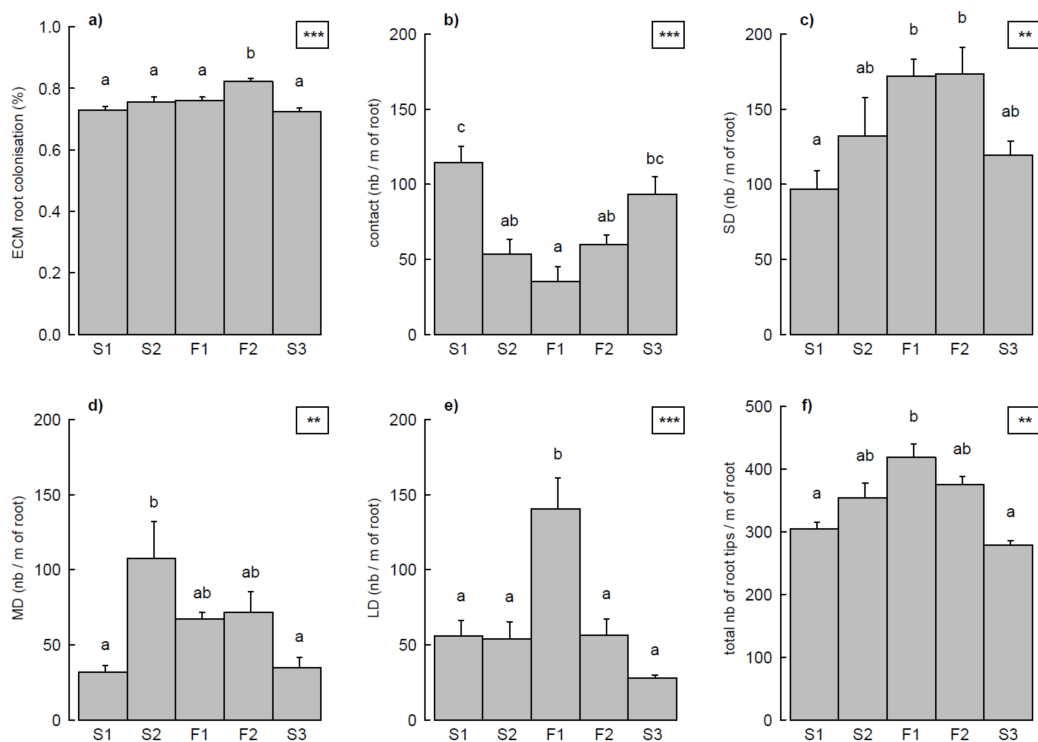 a)
***
ECM root colonisation (%)
1.0
0.8
0.6
0.4
0.2
0.0
a
a
a
b
a
S1 S2 F1 F2 S3
b)
***
contact (nb / m of root)
200
150
100
50
0
c
ab
a
ab
bc
S1 S2 F1 F2 S3
c)
**
SD (nb / m of root)
200
150
100
50
0
a
ab
b
b
ab
S1 S2 F1 F2 S3
d)
**
MD (nb / m of root)
200
150
100
50
0
a
b
ab
ab
a
S1 S2 F1 F2 S3
e)
***
LD (nb / m of root)
200
150
100
50
0
a
a
b
a
a
S1 S2 F1 F2 S3
f)
**
total nb of root tips / m of root
500
400
300
200
100
0
a
ab
b
ab
a
S1 S2 F1 F2 S3